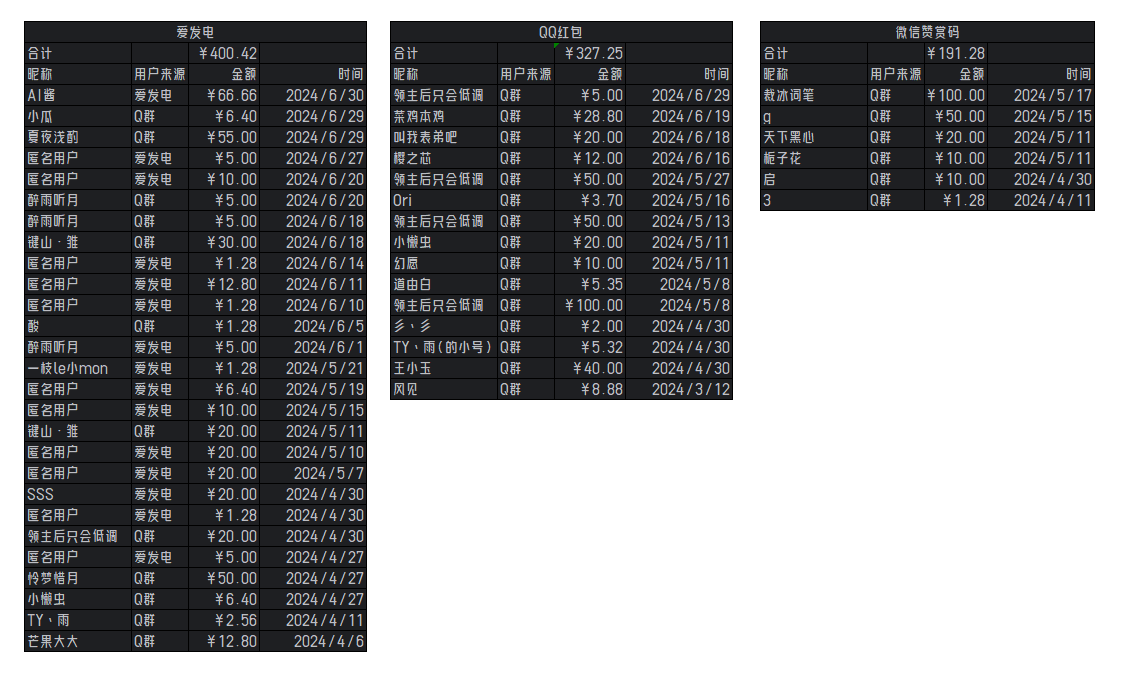 爱发电
合计 ￥400.42
昵称 用户来源 金额 时间
AI酱 爱发电 ￥66.66 2024/6/30
小瓜 Q群 ￥6.40 2024/6/29
夏夜浅酌 Q群 ￥55.00 2024/6/29
匿名用户 爱发电 ￥5.00 2024/6/27
匿名用户 爱发电 ￥10.00 2024/6/20
醉雨听月 Q群 ￥5.00 2024/6/20
醉雨听月 Q群 ￥5.00 2024/6/18
键山·雏 Q群 ￥30.00 2024/6/18
匿名用户 爱发电 ￥1.28 2024/6/14
匿名用户 爱发电 ￥12.80 2024/6/11
匿名用户 爱发电 ￥1.28 2024/6/10
酸 Q群 ￥1.28 2024/6/5
醉雨听月 爱发电 ￥5.00 2024/6/1
一枝le小mon 爱发电 ￥1.28 2024/5/21
匿名用户 爱发电 ￥6.40 2024/5/19
匿名用户 爱发电 ￥10.00 2024/5/15
键山·雏 Q群 ￥20.00 2024/5/11
匿名用户 爱发电 ￥20.00 2024/5/10
匿名用户 爱发电 ￥20.00 2024/5/7
SSS 爱发电 ￥20.00 2024/4/30
匿名用户 爱发电 ￥1.28 2024/4/30
领主后只会低调 Q群 ￥20.00 2024/4/30
匿名用户 爱发电 ￥5.00 2024/4/27
怜梦惜月 Q群 ￥50.00 2024/4/27
小懒虫 Q群 ￥6.40 2024/4/27
TY丶雨 Q群 ￥2.56 2024/4/11
芒果大大 Q群 ￥12.80 2024/4/6
QQ红包
合计 ￥327.25
昵称 用户来源 金额 时间
领主后只会低调 Q群 ￥5.00 2024/6/29
菜鸡本鸡 Q群 ￥28.80 2024/6/19
叫我表弟吧 Q群 ￥20.00 2024/6/18
樱之芯 Q群 ￥12.00 2024/6/16
领主后只会低调 Q群 ￥50.00 2024/5/27
Ori Q群 ￥3.70 2024/5/16
领主后只会低调 Q群 ￥50.00 2024/5/13
小懒虫 Q群 ￥20.00 2024/5/11
幻愿 Q群 ￥10.00 2024/5/11
道由白 Q群 ￥5.35 2024/5/8
领主后只会低调 Q群 ￥100.00 2024/5/8
彡丶彡 Q群 ￥2.00 2024/4/30
TY丶雨(的小号) Q群 ￥5.32 2024/4/30
王小玉 Q群 ￥40.00 2024/4/30
风见 Q群 ￥8.88 2024/3/12
微信赞赏码
合计 ￥191.28
昵称 用户来源 金额 时间
裁冰词笔 Q群 ￥100.00 2024/5/17
q Q群 ￥50.00 2024/5/15
天下黑心 Q群 ￥20.00 2024/5/11
栀子花 Q群 ￥10.00 2024/5/11
启 Q群 ￥10.00 2024/4/30
3 Q群 ￥1.28 2024/4/11